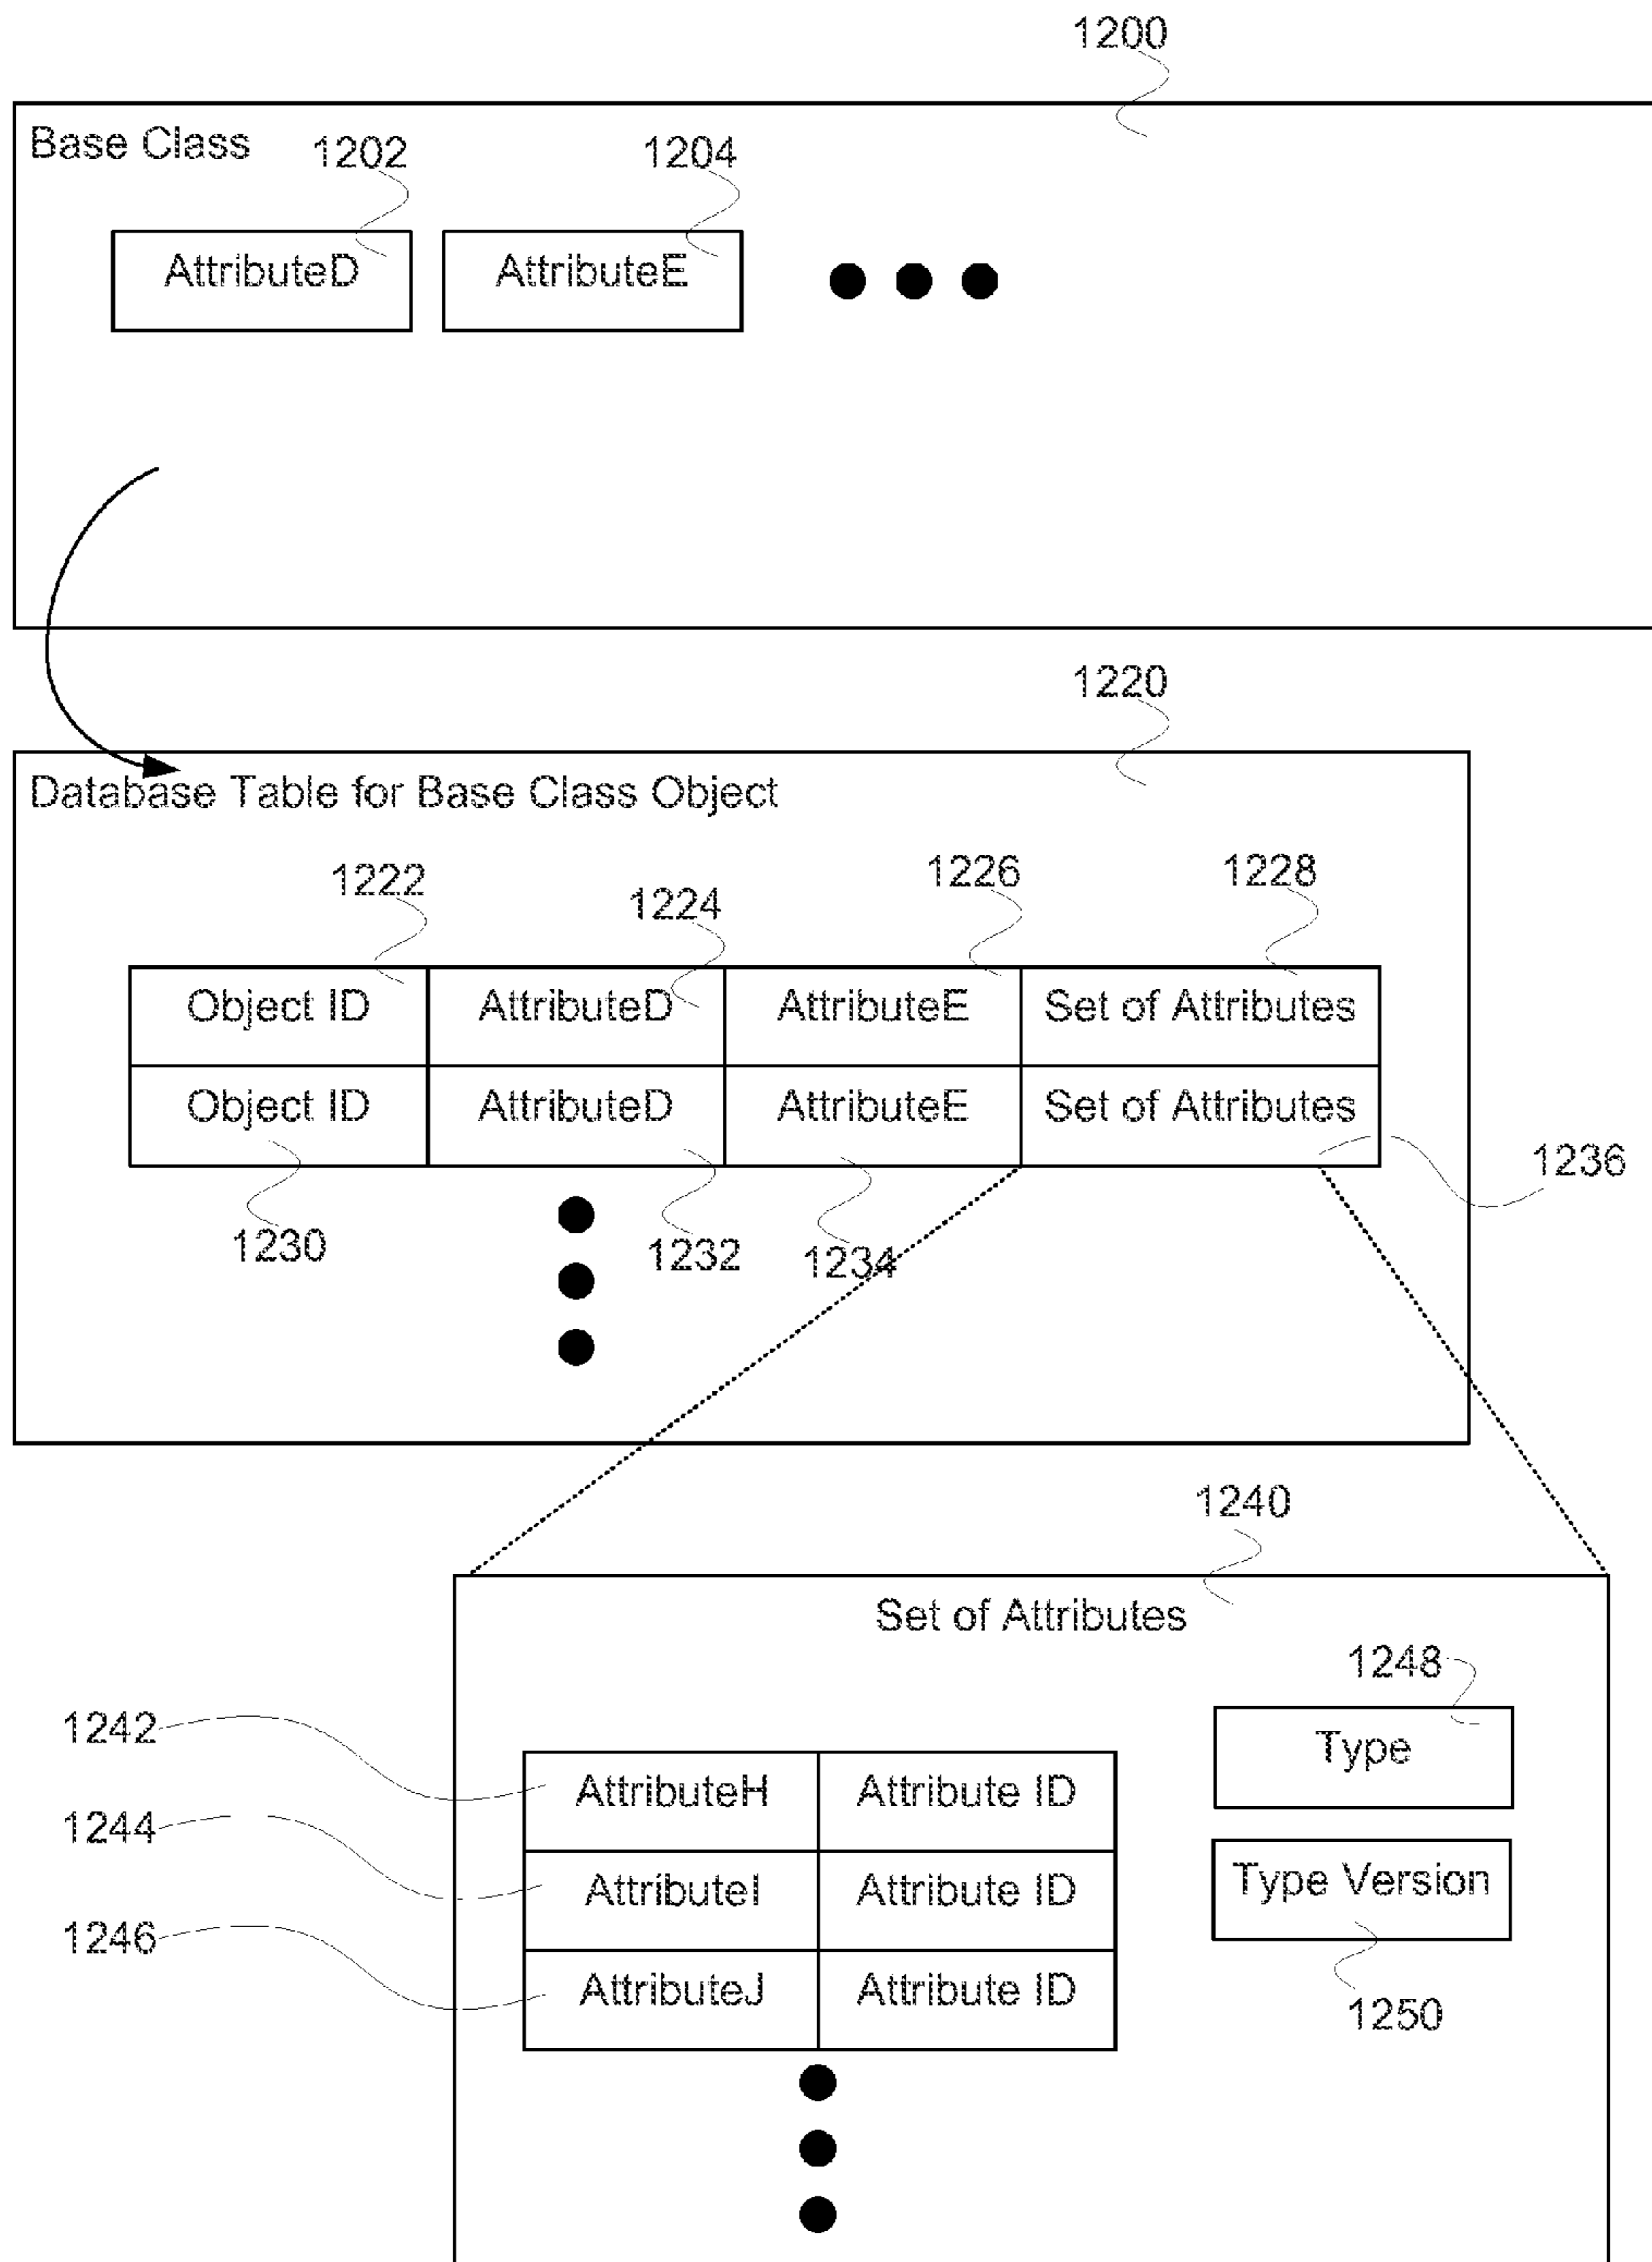 1200
Base Class
1202
1204
AttributeD
AttributeE
1220
Database Table for Base Class Object
1222
1224
1226
1228
Object ID
AttributeD
AttributeE
Set of Attributes
Object ID
AttributeD
AttributeE
Set of Attributes
1236
1230
1232
1234
1240
Set of Attributes
1248
1242
Type
AttributeH
Attribute ID
1244
Type Version
AttributeI
Attribute ID
1246
AttributeJ
Attribute ID
1250